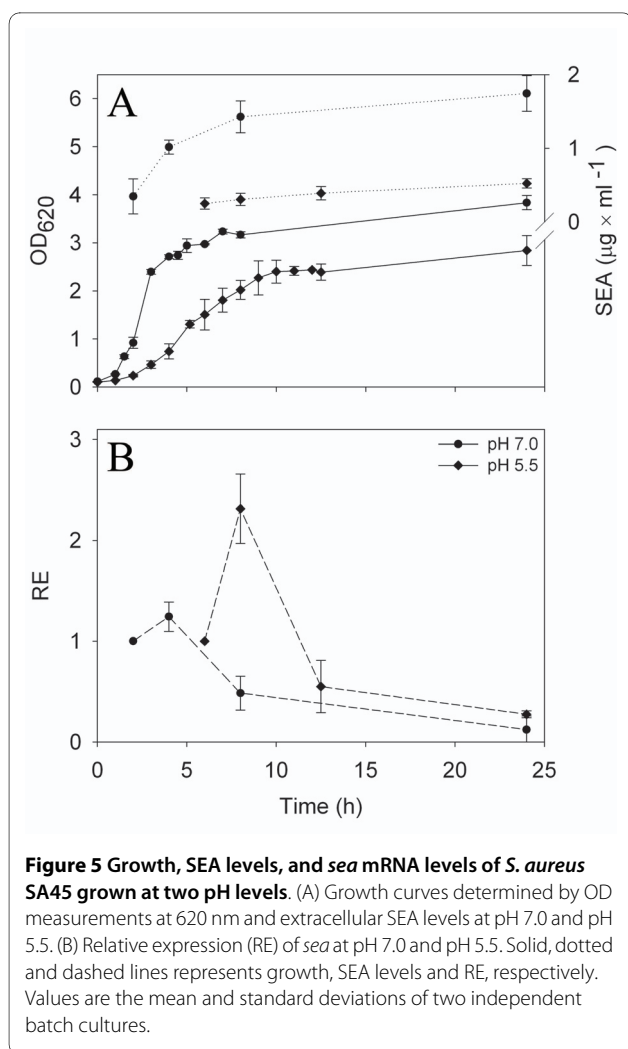 A
6
5
4
3
2
1
0
OD620
2
1
0
SEA (µg × ml -1)
B
pH 7.0
pH 5.5
3
2
1
0
RE
0 5 10 15 20 25
Time (h)
Figure 5 Growth, SEA levels, and sea mRNA levels of S. aureus
SA45 grown at two pH levels. (A) Growth curves determined by OD
measurements at 620 nm and extracellular SEA levels at pH 7.0 and pH
5.5. (B) Relative expression (RE) of sea at pH 7.0 and pH 5.5. Solid, dotted
and dashed lines represents growth, SEA levels and RE, respectively.
Values are the mean and standard deviations of two independent
batch cultures.